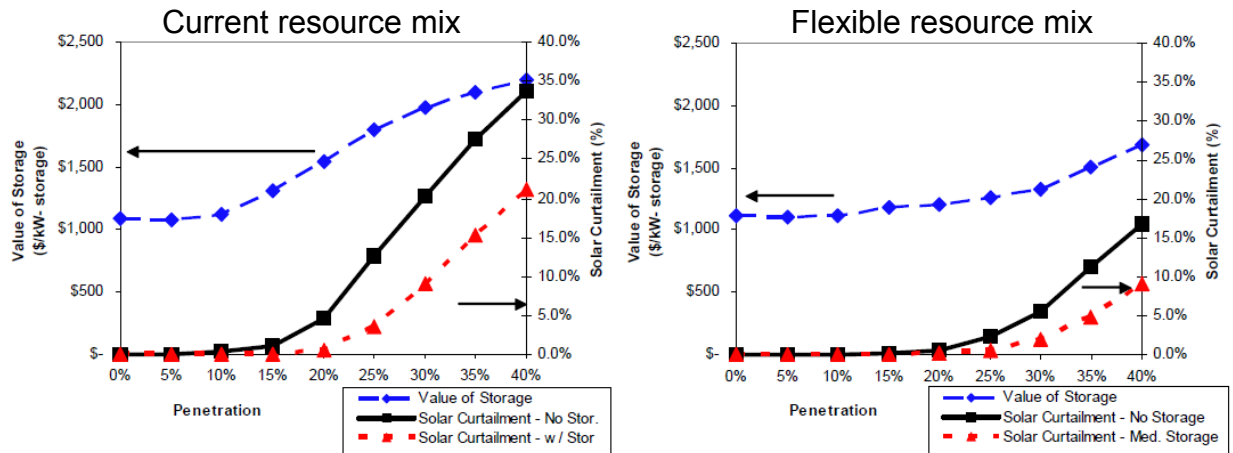 Current resource mix
$2,500
$2,000
$1,500
$1,000
$500
$-
Value of Storage
($/kW- storage)
40.0%
35.0%
30.0%
25.0%
20.0%
15.0%
10.0%
5.0%
0.0%
Solar Curtailment (%)
0% 5% 10% 15% 20% 25% 30% 35% 40%
Penetration
Value of Storage
Solar Curtailment - No Stor.
Solar Curtailment - w / Stor
Flexible resource mix
$2,500
$2,000
$1,500
$1,000
$500
$-
Value of Storage
($/kW- storage)
40.0%
35.0%
30.0%
25.0%
20.0%
15.0%
10.0%
5.0%
0.0%
Solar Curtailment (%)
0% 5% 10% 15% 20% 25% 30% 35% 40%
Penetration
Value of Storage
Solar Curtailment - No Storage
Solar Curtailment - Med. Storage